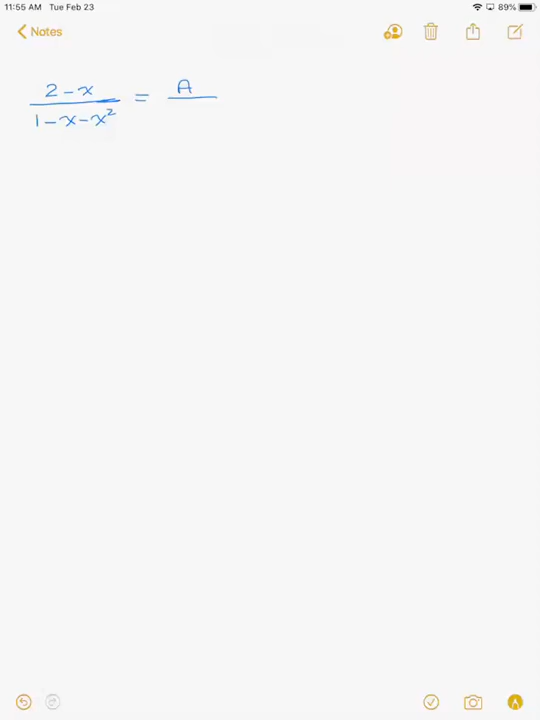 11:55 AM Tue Feb 23 89%
Notes
2 - x
1 - x - x² = A